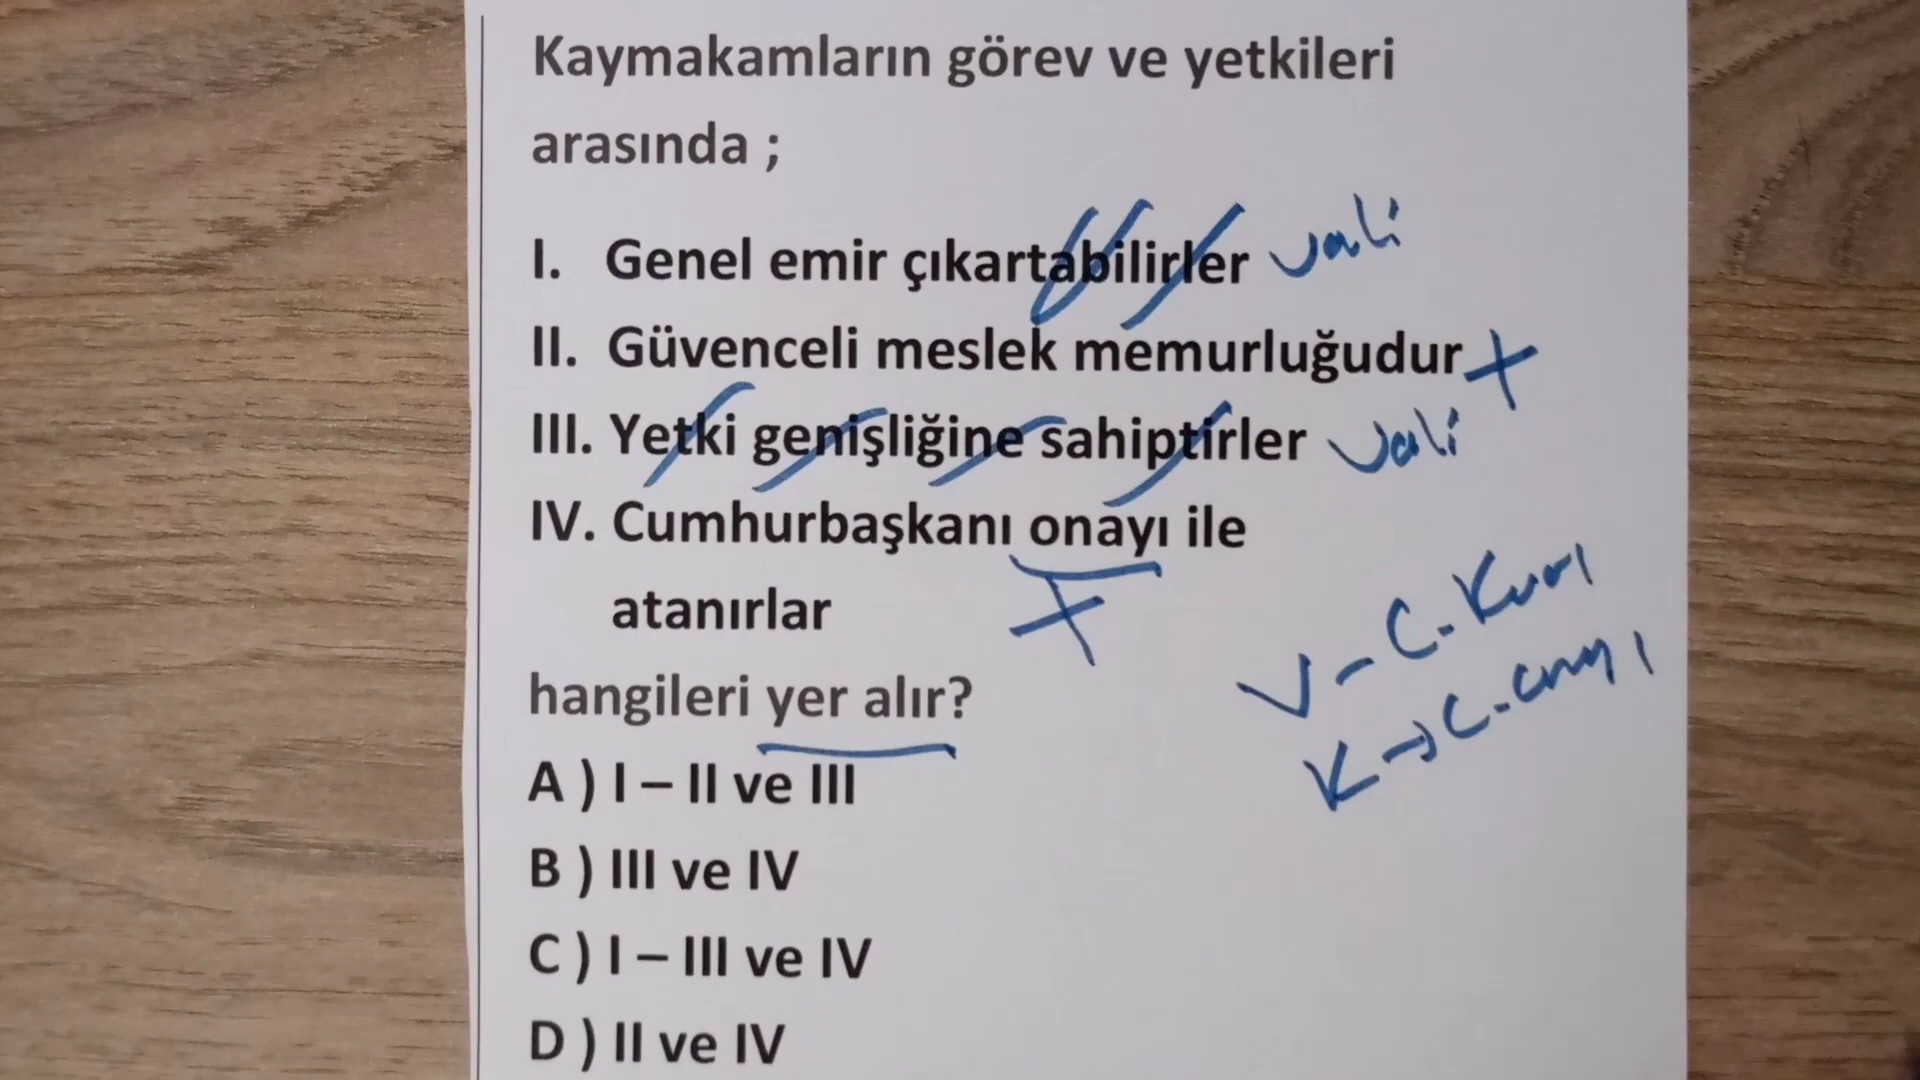 Kaymakamların görev ve yetkileri
arasında ;
I. Genel emir çıkartabilirler vali
II. Güvenceli meslek memurluğudur +
III. Yetki genişliğine sahiptirler vali
IV. Cumhurbaşkanı onayı ile
atanırlar +
hangileri yer alır?
V - C. Kararı
K → C. onayı
A ) I – II ve III
B ) III ve IV
C ) I – III ve IV
D ) II ve IV